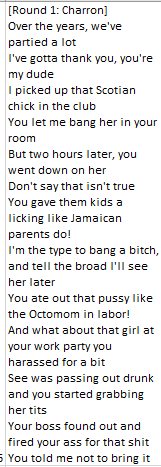 [Round 1: Charron]
Over the years, we've
partied a lot
I've gotta thank you, you're
my dude
I picked up that Scotian
chick in the club
You let me bang her in your
room
But two hours later, you
went down on her
Don't say that isn't true
You gave them kids a
licking like Jamaican
parents do!
I'm the type to bang a bitch,
and tell the broad I'll see
her later
You ate out that pussy like
the Octomom in labor!
And what about that girl at
your work party you
harassed for a bit
See was passing out drunk
and you started grabbing
her tits
Your boss found out and
fired your ass for that shit
You told me not to bring it